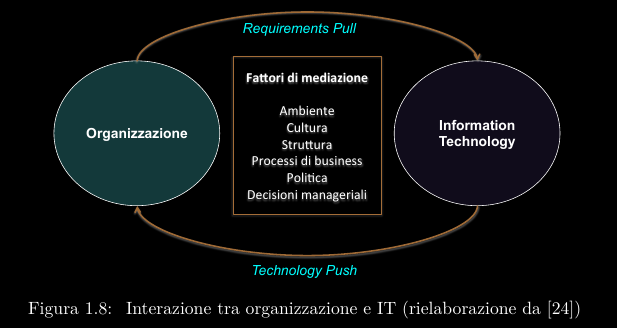 Requirements Pull
Fattori di mediazione
Ambiente
Cultura
Struttura
Processi di business
Politica
Decisioni manageriali
Organizzazione
Information
Technology
Technology Push
Figura 1.8: Interazione tra organizzazione e IT (rielaborazione da [24])